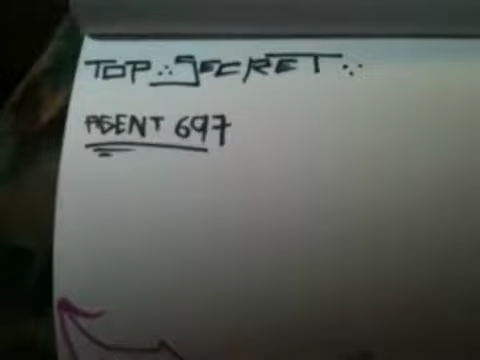 TOP ∴ SECRET ∵
AGENT 697